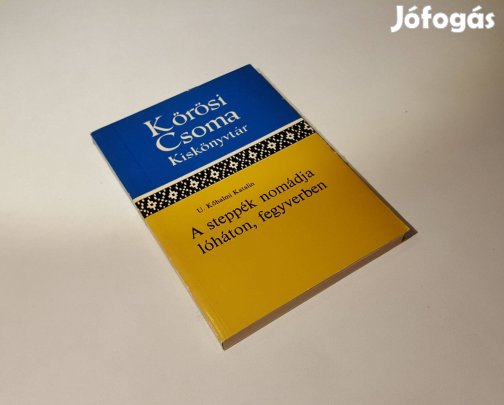 Jófogás
Kőrösi
Csoma
Kiskönyvtár
U. Kőhalmi Katalin
A steppék nomádja
lóháton, fegyverben